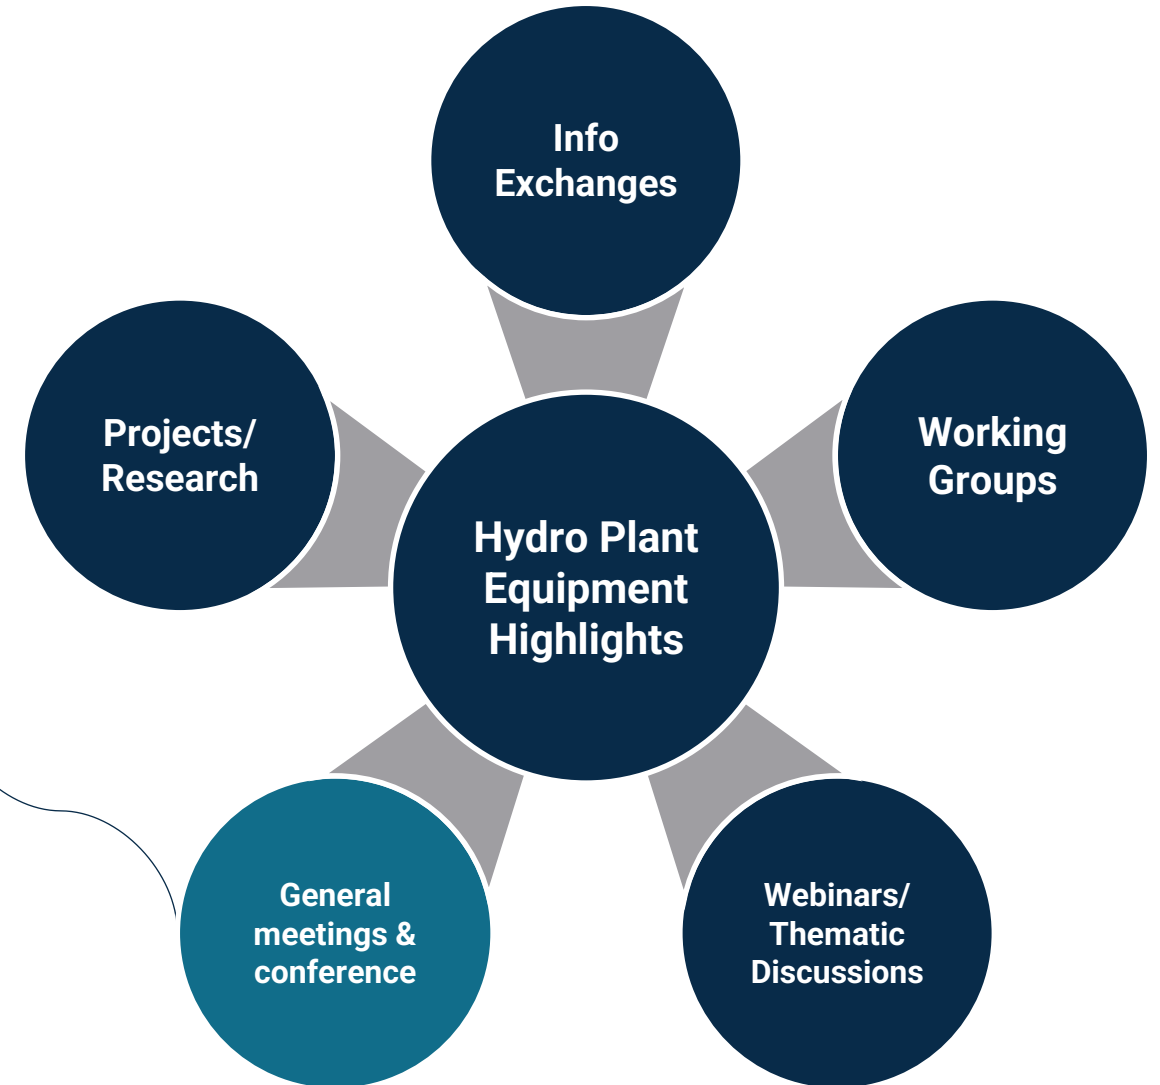 Info
Exchanges
Projects/
Research
Working
Groups
Hydro Plant
Equipment
Highlights
General
meetings &
conference
Webinars/
Thematic
Discussions